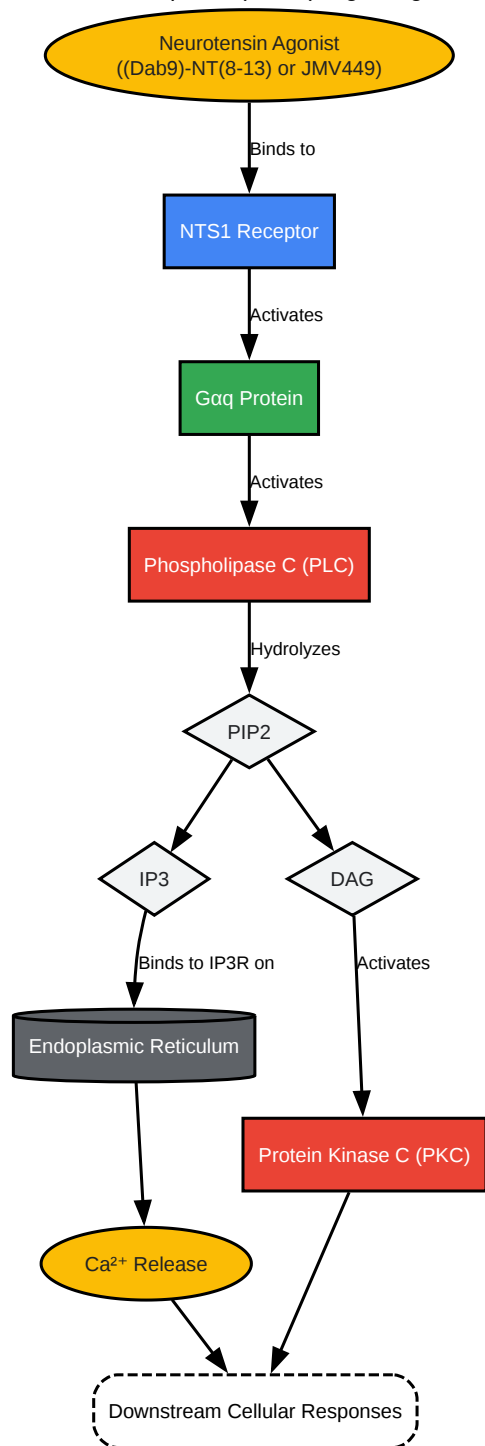 Neurotensin Agonist
((Dab9)-NT(8-13) or JMV449)
Binds to
NTS1 Receptor
Activates
Gαq Protein
Activates
Phospholipase C (PLC)
Hydrolyzes
PIP2
IP3
DAG
Binds to IP3R on
Activates
Endoplasmic Reticulum
Protein Kinase C (PKC)
Ca²⁺ Release
Downstream Cellular Responses